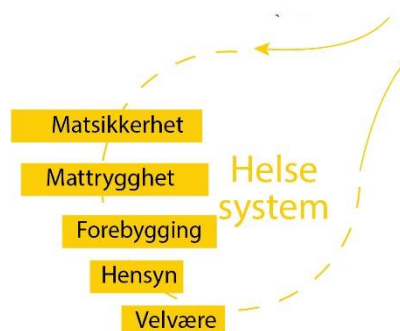 Matsikkerhet
Mattrygghet
Helse
system
Forebygging
Hensyn
Velvære